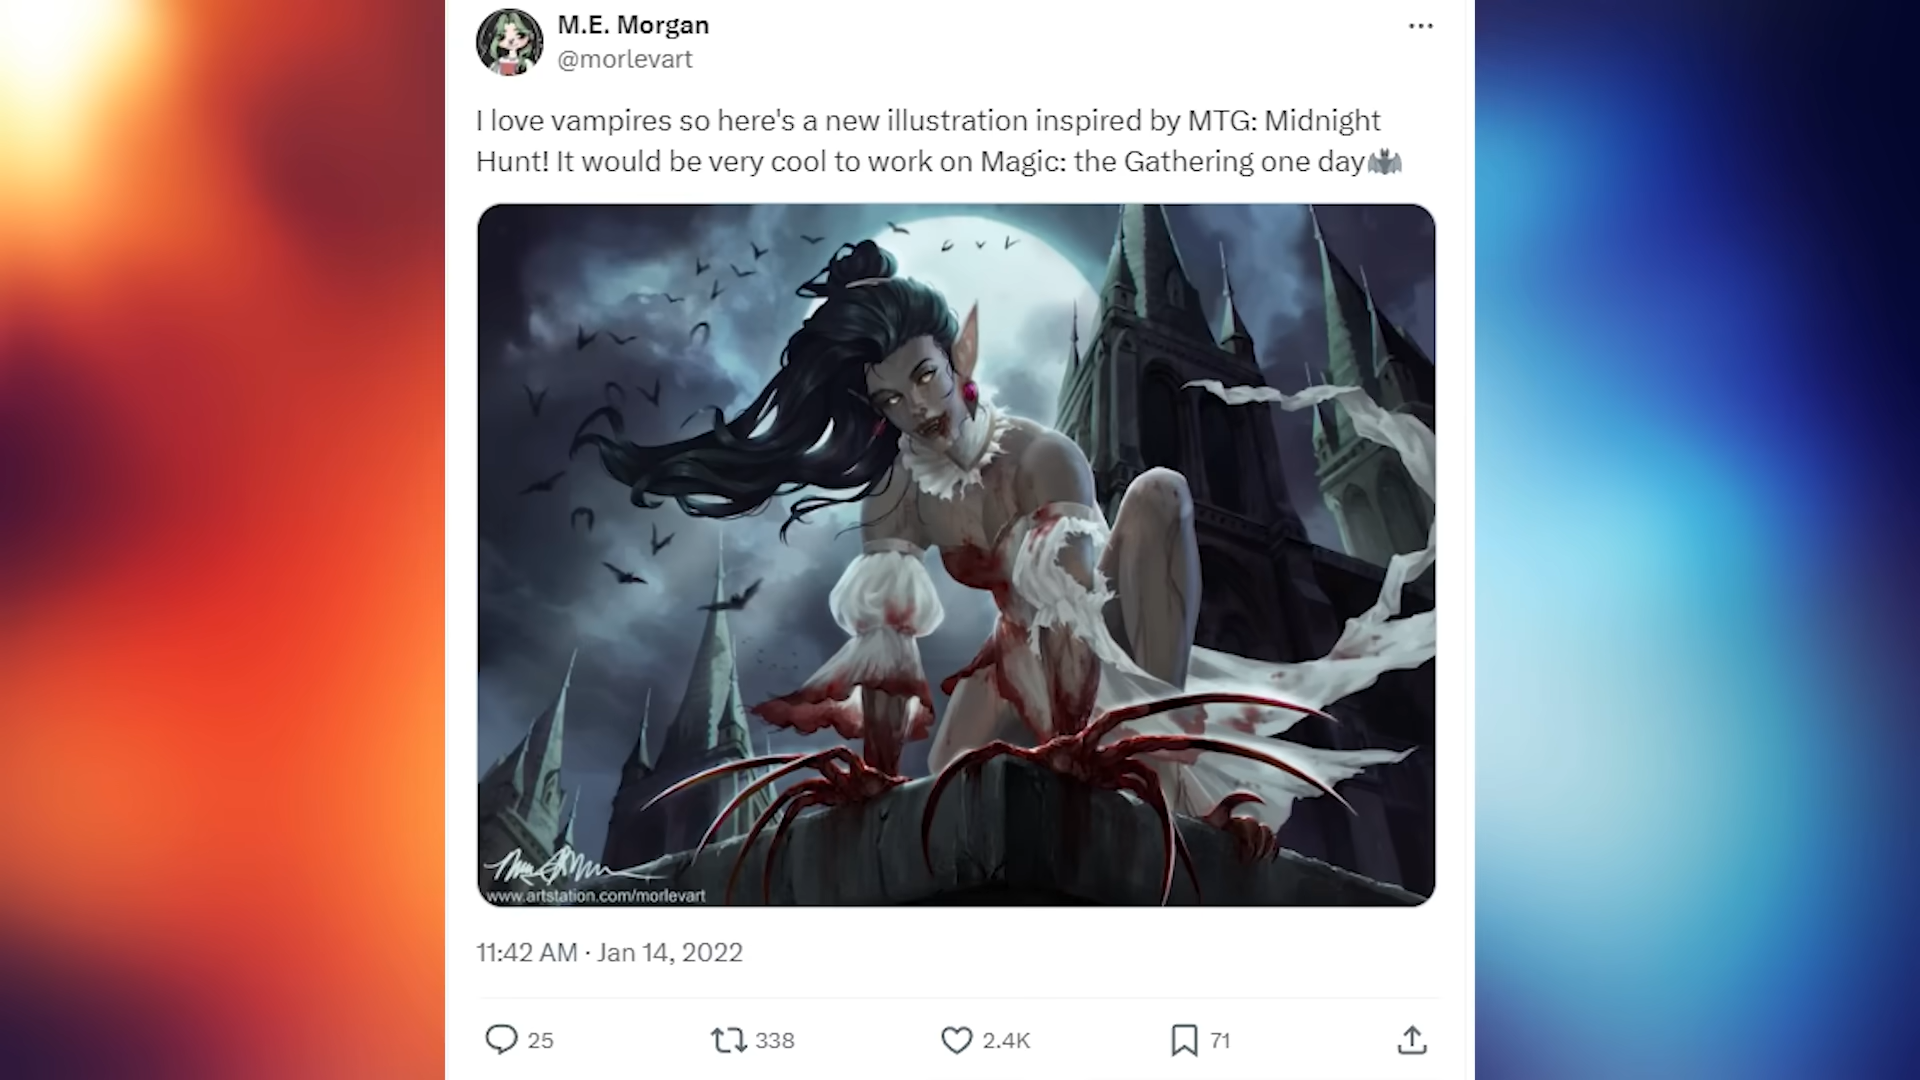 M.E. Morgan
@morlevart
I love vampires so here's a new illustration inspired by MTG: Midnight
Hunt! It would be very cool to work on Magic: the Gathering one day🦇
www.artstation.com/morlevart
11:42 AM · Jan 14, 2022
25 338 2.4K 71